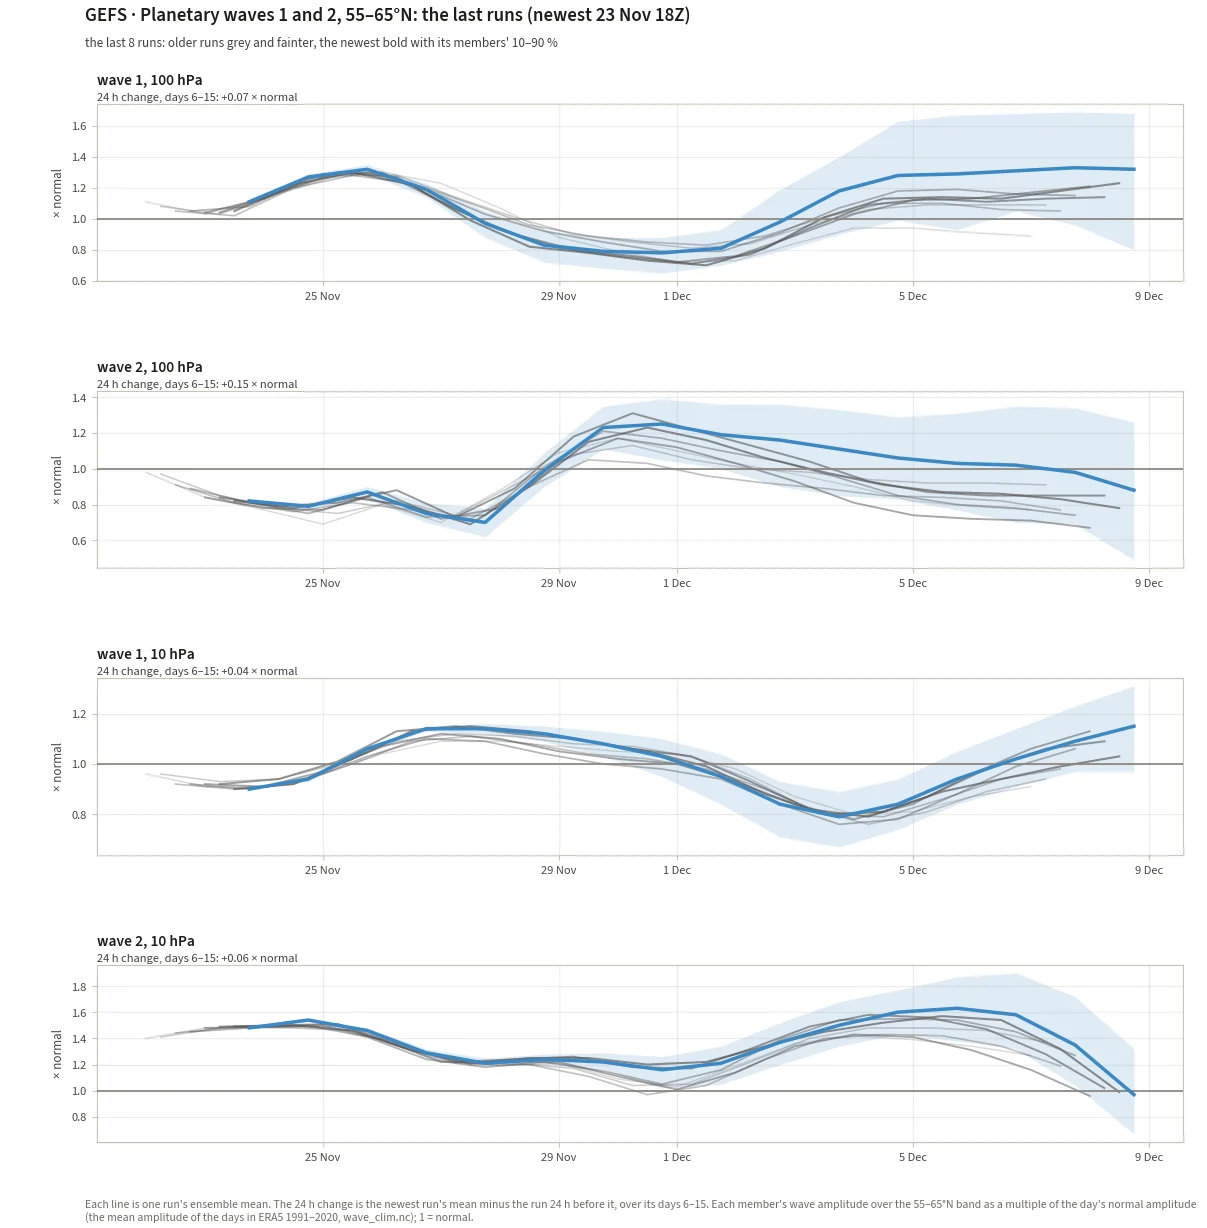 GEFS · Planetary waves 1 and 2, 55–65°N: the last runs (newest 23 Nov 18Z)
the last 8 runs: older runs grey and fainter, the newest bold with its members' 10–90 %
wave 1, 100 hPa
24 h change, days 6–15: +0.07 × normal
1.6
1.4
1.2
1.0
0.8
0.6
× normal
25 Nov
29 Nov
1 Dec
5 Dec
9 Dec
wave 2, 100 hPa
24 h change, days 6–15: +0.15 × normal
1.4
1.2
1.0
0.8
0.6
× normal
25 Nov
29 Nov
1 Dec
5 Dec
9 Dec
wave 1, 10 hPa
24 h change, days 6–15: +0.04 × normal
1.2
1.0
0.8
× normal
25 Nov
29 Nov
1 Dec
5 Dec
9 Dec
wave 2, 10 hPa
24 h change, days 6–15: +0.06 × normal
1.8
1.6
1.4
1.2
1.0
0.8
× normal
25 Nov
29 Nov
1 Dec
5 Dec
9 Dec
Each line is one run's ensemble mean. The 24 h change is the newest run's mean minus the run 24 h before it, over its days 6–15. Each member's wave amplitude over the 55–65°N band as a multiple of the day's normal amplitude
(the mean amplitude of the days in ERA5 1991–2020, wave_clim.nc); 1 = normal.